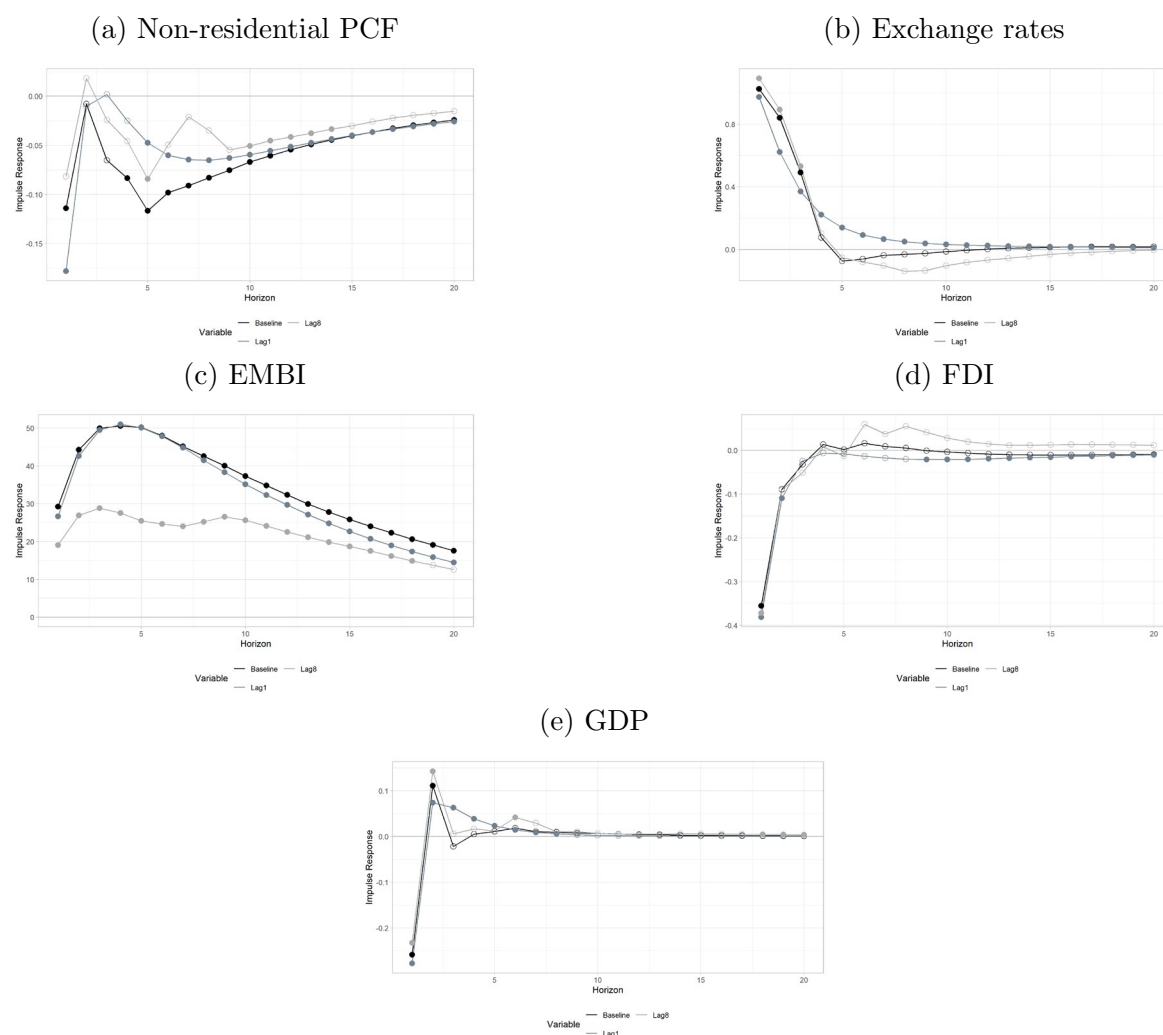 (a) Non-residential PCF
0.00
-0.05
-0.10
-0.15
Impulse Response
5
10
15
20
Horizon
Variable
Baseline
Lag8
Lag1
(b) Exchange rates
0.8
0.4
0.0
Impulse Response
5
10
15
20
Horizon
Variable
Baseline
Lag8
Lag1
(c) EMBI
50
40
30
20
10
0
Impulse Response
5
10
15
20
Horizon
Variable
Baseline
Lag8
Lag1
(d) FDI
0.0
-0.1
-0.2
-0.3
-0.4
Impulse Response
5
10
15
20
Horizon
Variable
Baseline
Lag8
Lag1
(e) GDP
0.1
0.0
-0.1
-0.2
Impulse Response
5
10
15
20
Horizon
Variable
Baseline
Lag8
Lag1